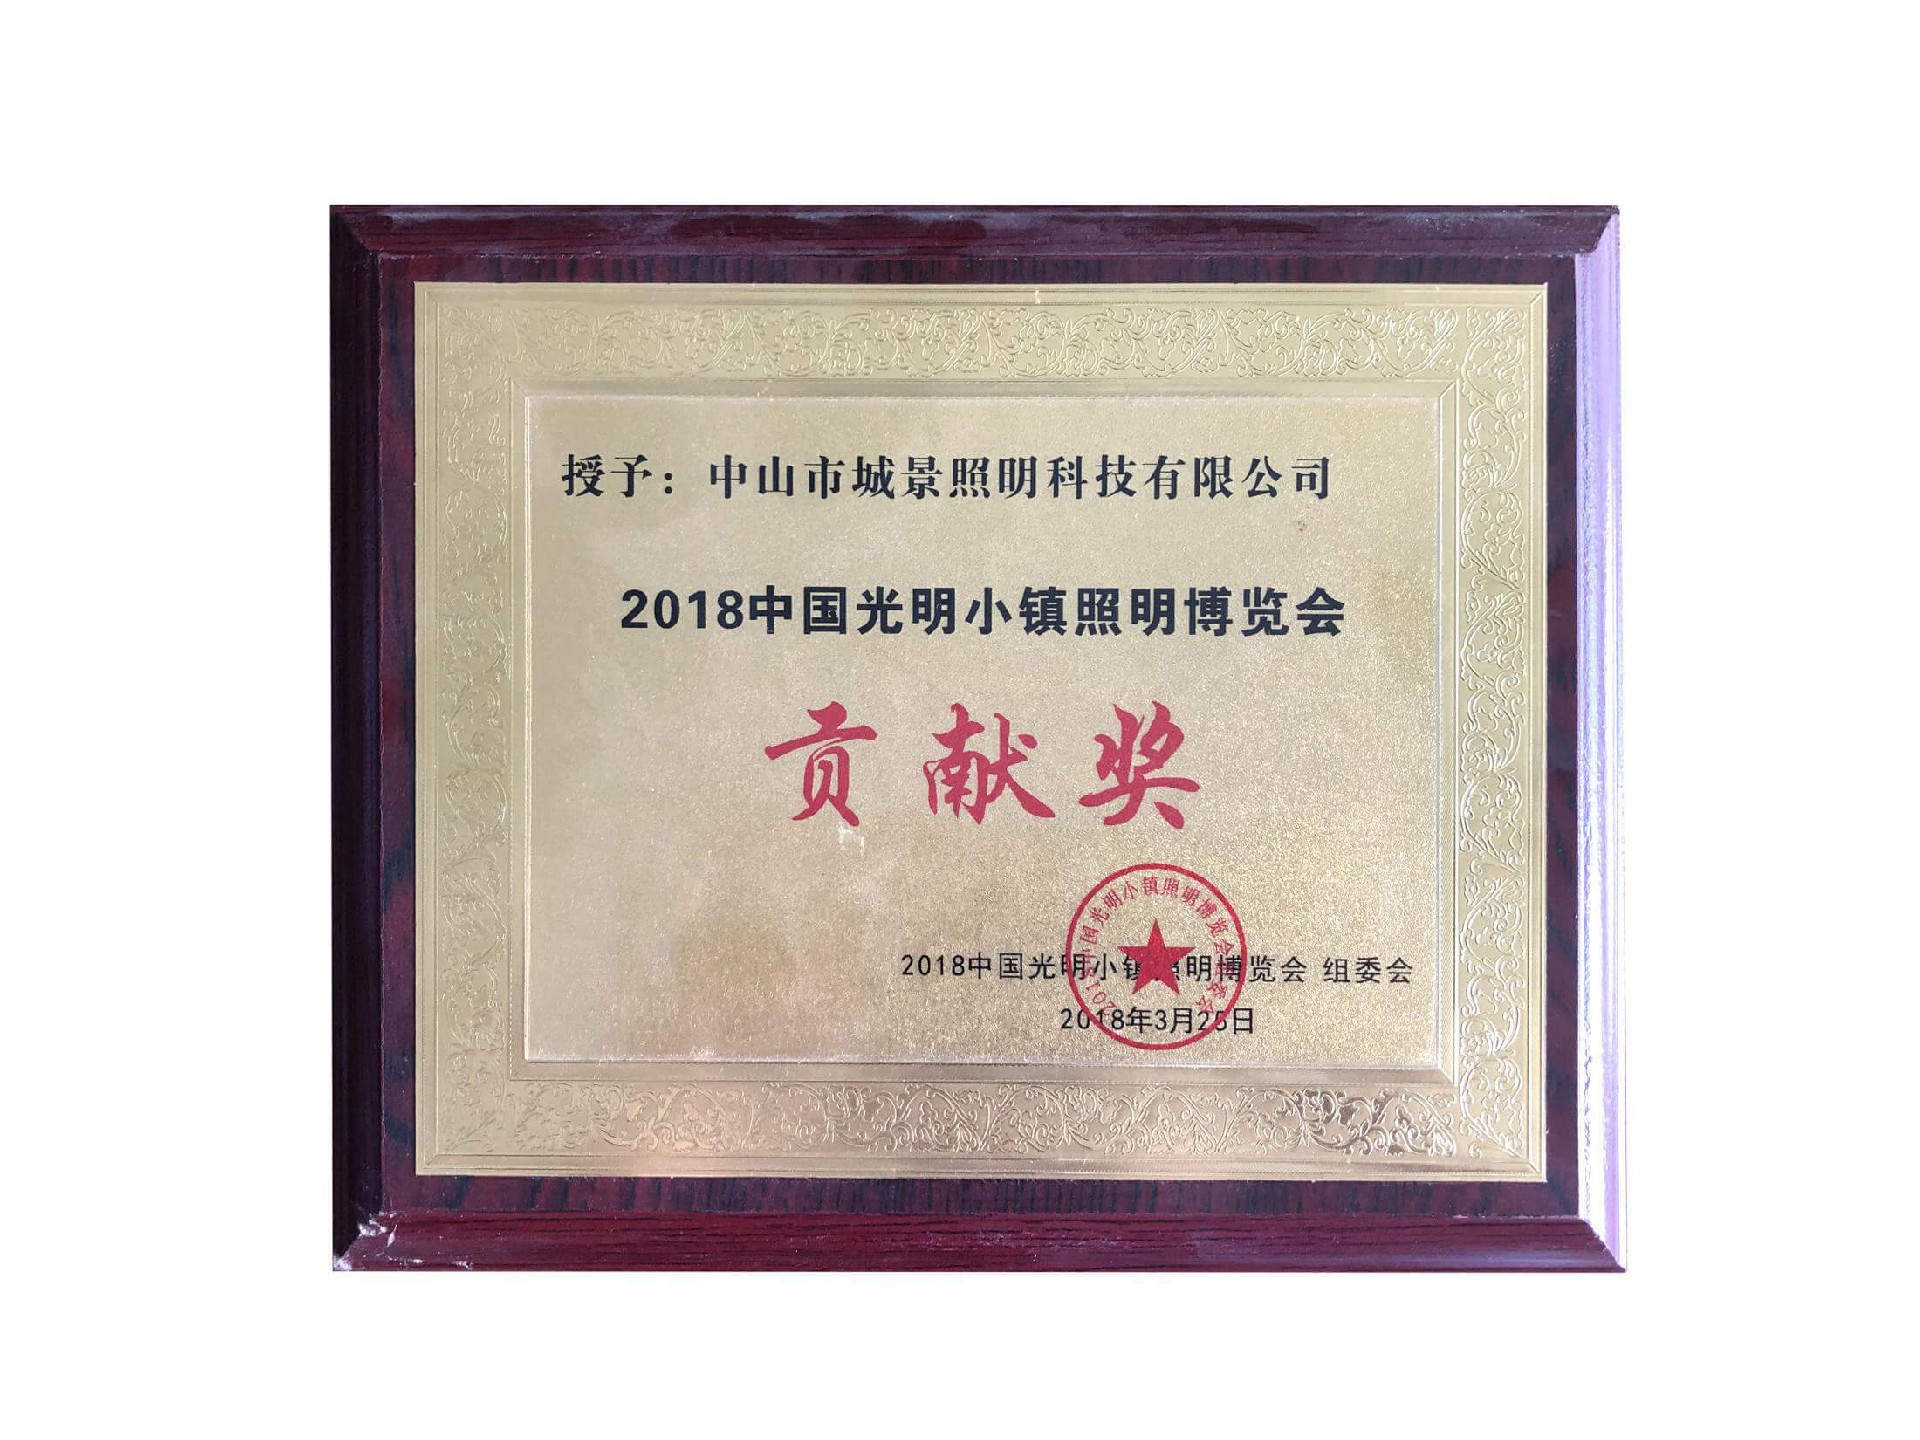 授予：中山市城景照明科技有限公司
2018中国光明小镇照明博览会
贡献奖
2018中国光明小镇照明博览会 组委会
2018年3月26日